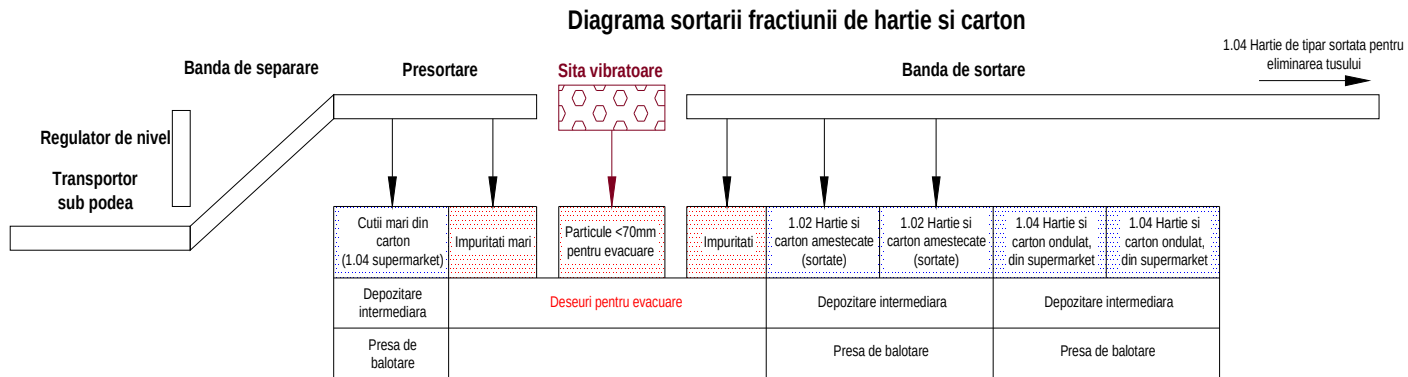 Diagrama sortarii fractiunii de hartie si carton
1.04 Hartie de tipar sortata pentru
eliminarea tusului
Banda de separare
Presortare
Sita vibratoare
Banda de sortare
Regulator de nivel
Transportor
sub podea
Cutii mari din
carton
(1.04 supermarket)
Impuritati mari
Particule <70mm
pentru evacuare
Impuritati
1.02 Hartie si
carton amestecate
(sortate)
1.02 Hartie si
carton amestecate
(sortate)
1.04 Hartie si
carton ondulat,
din supermarket
1.04 Hartie si
carton ondulat,
din supermarket
Depozitare
intermediara
Deseuri pentru evacuare
Depozitare intermediara
Depozitare intermediara
Presa de
balotare
Presa de balotare
Presa de balotare